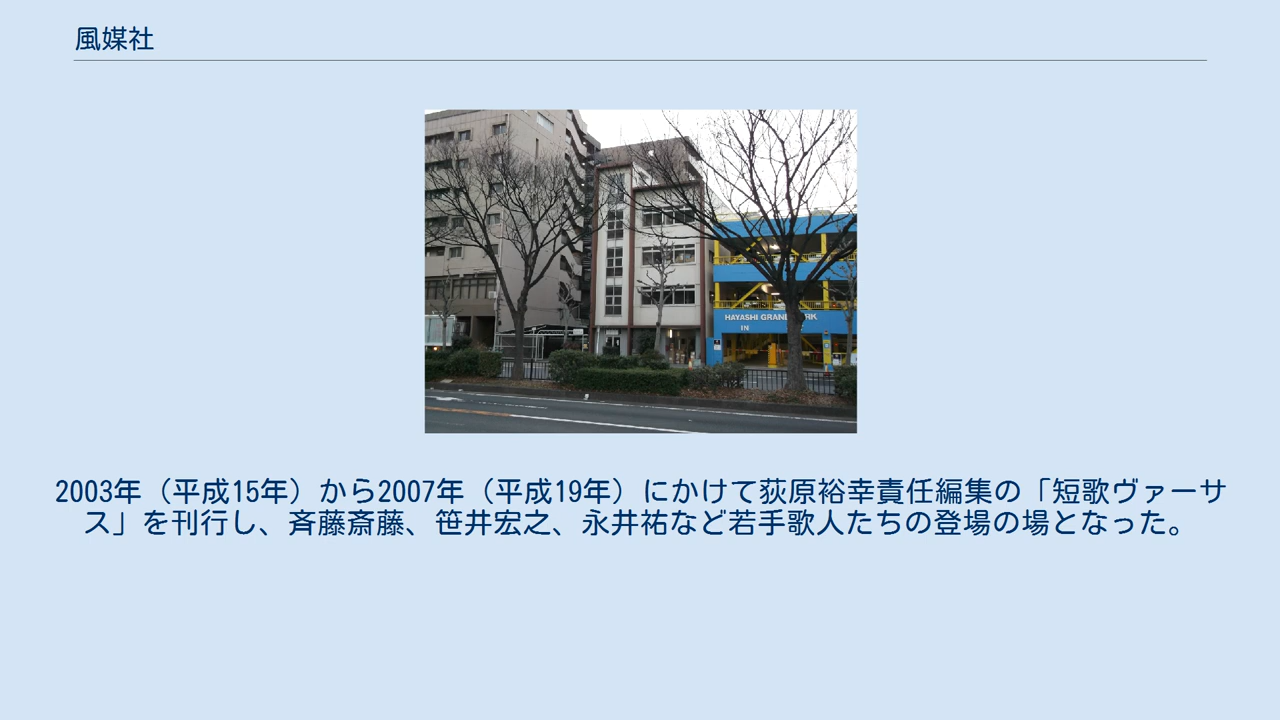 風媒社
HAYASHI GRAND PARK
IN
2003年（平成15年）から2007年（平成19年）にかけて荻原裕幸責任編集の「短歌ヴァーサ
ス」を刊行し、斉藤斎藤、笹井宏之、永井祐など若手歌人たちの登場の場となった。